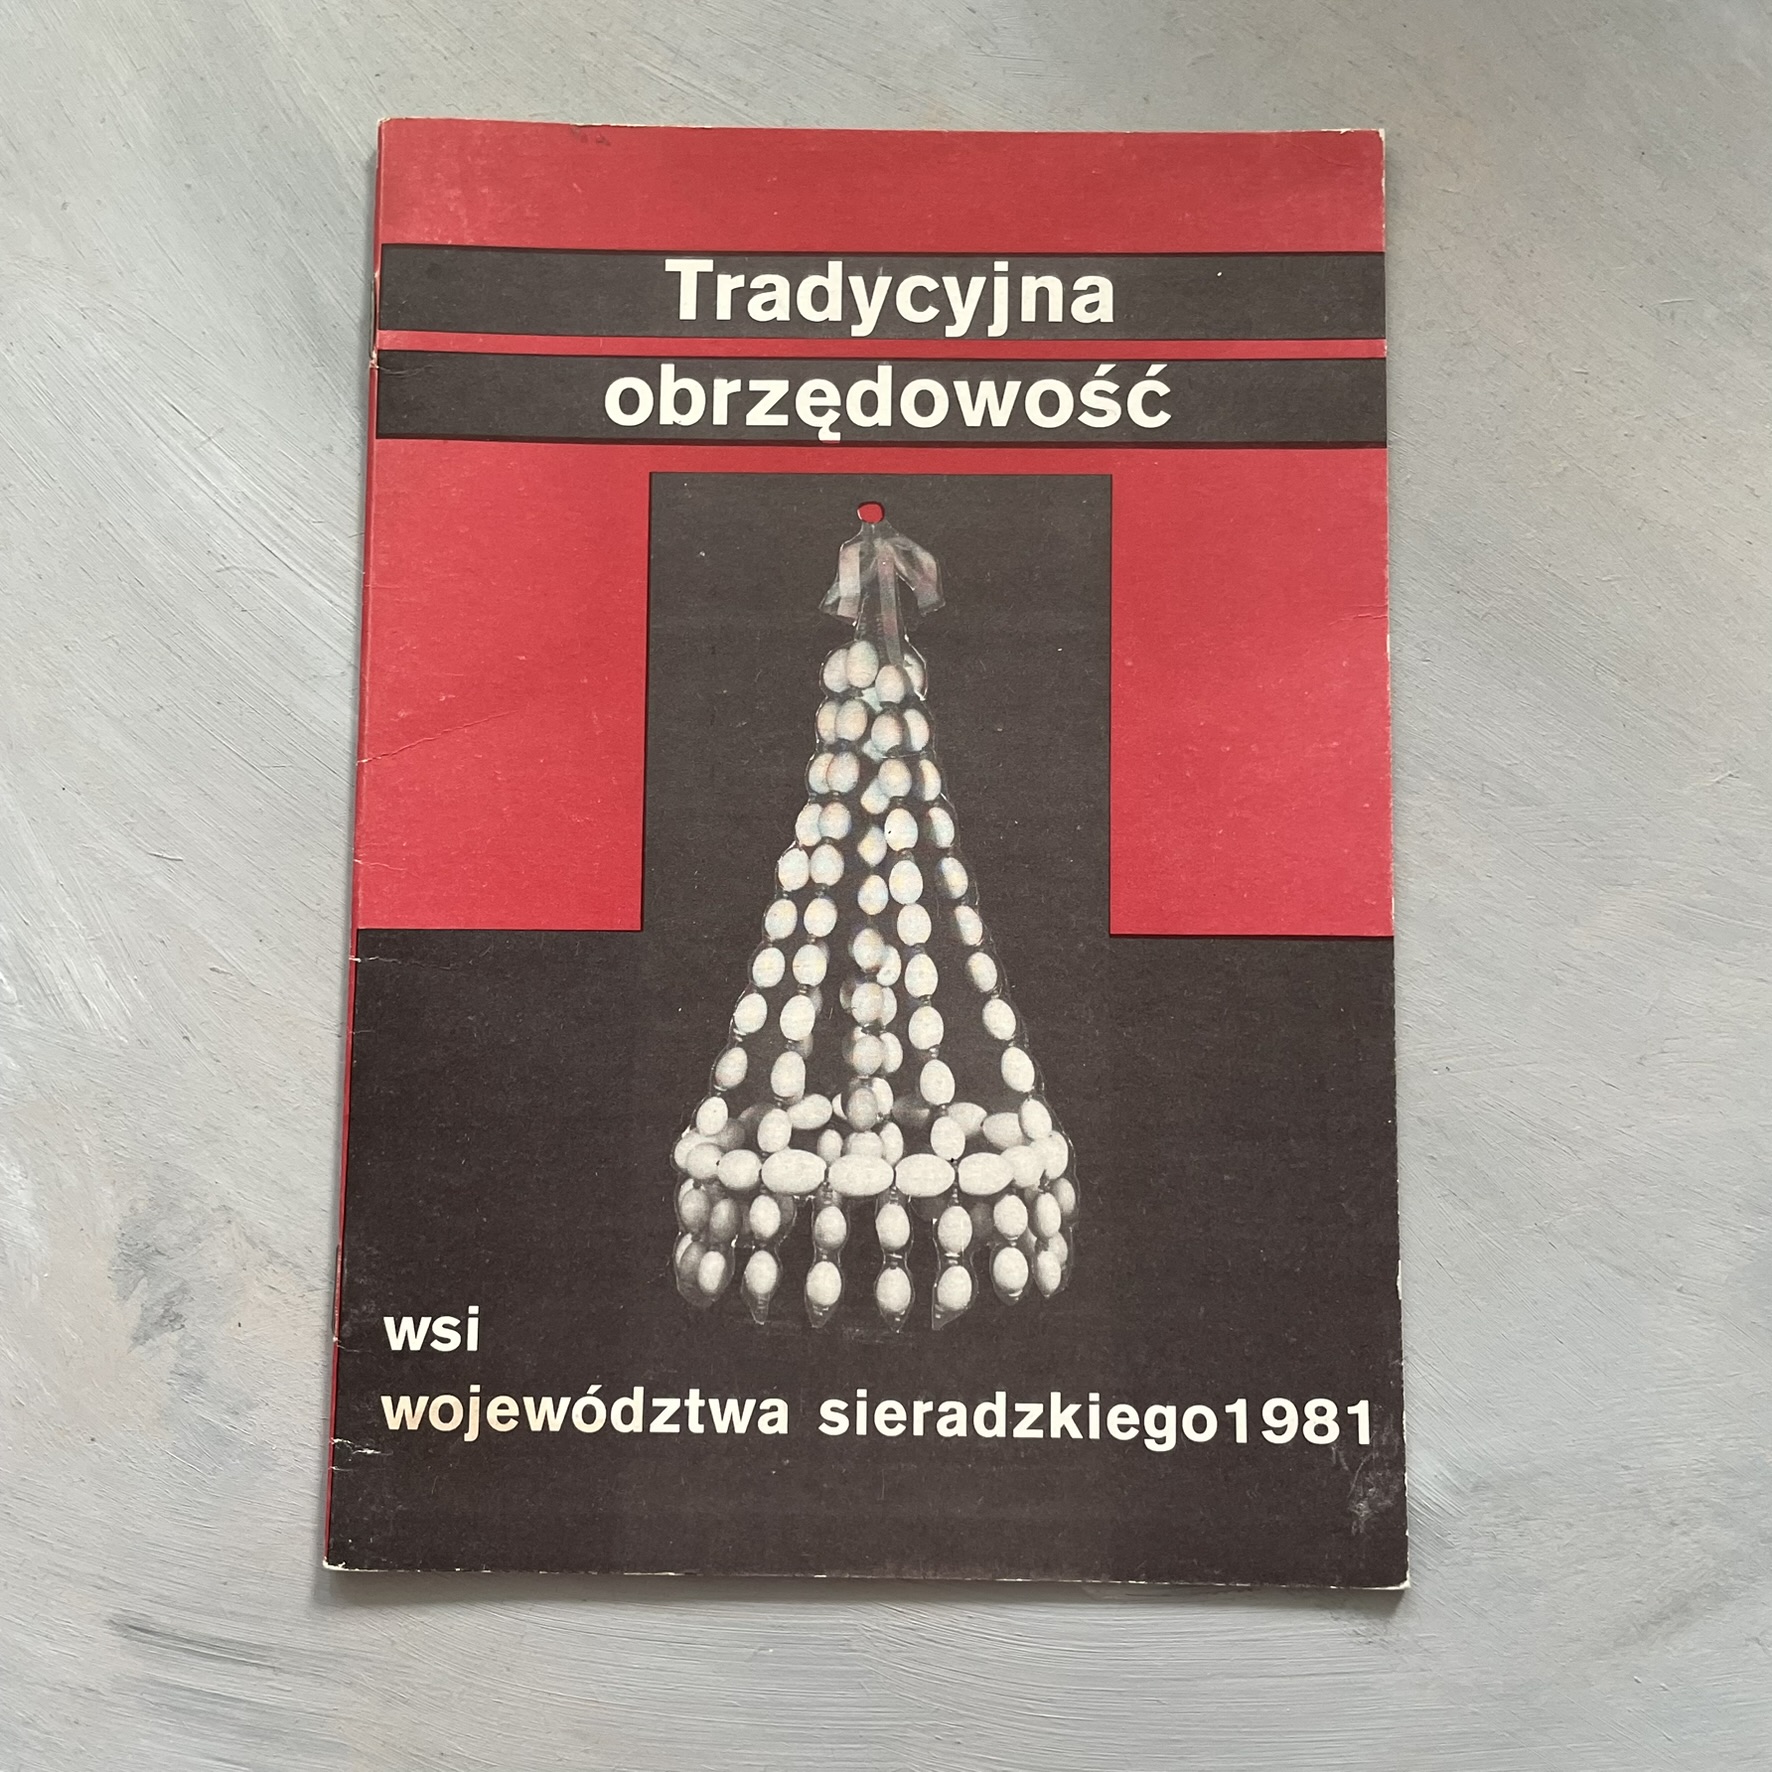 Tradycyjna
obrzędowość
wsi
województwa sieradzkiego1981